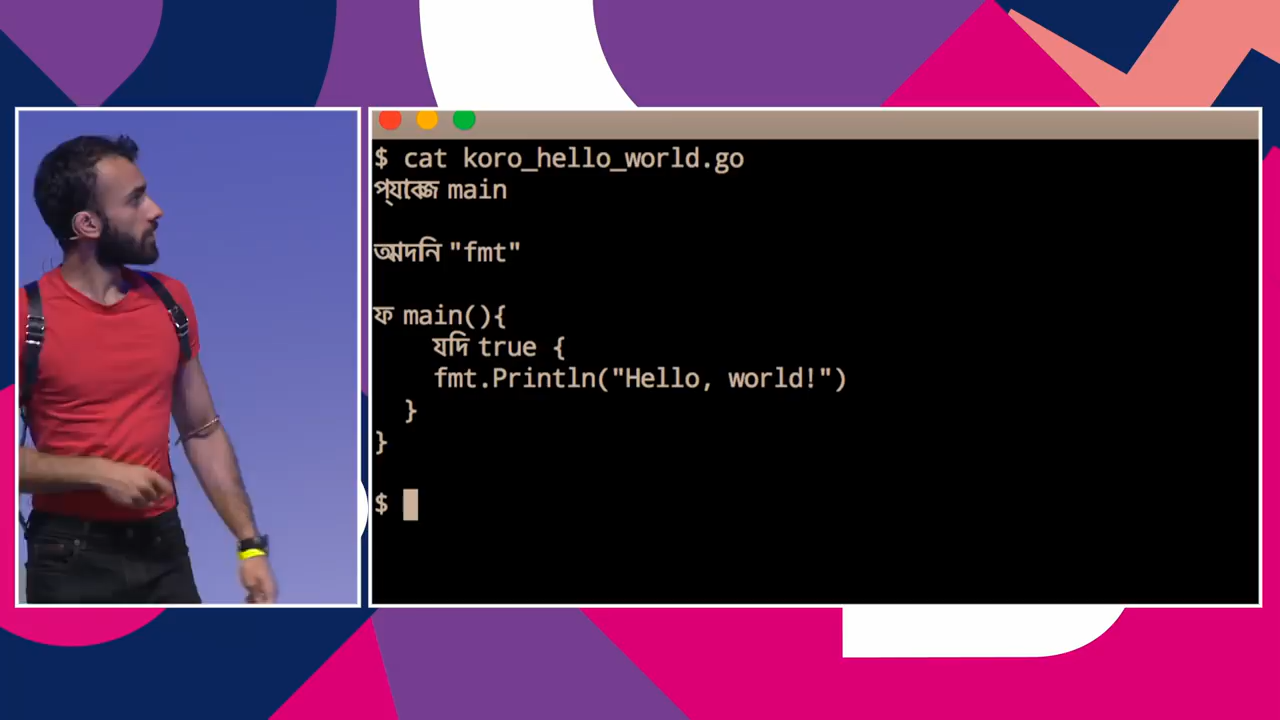 $ cat koro_hello_world.go
প্যাকেজ main
আমদানি "fmt"
ফ main(){
যদি true {
fmt.Println("Hello, world!")
}
}
$